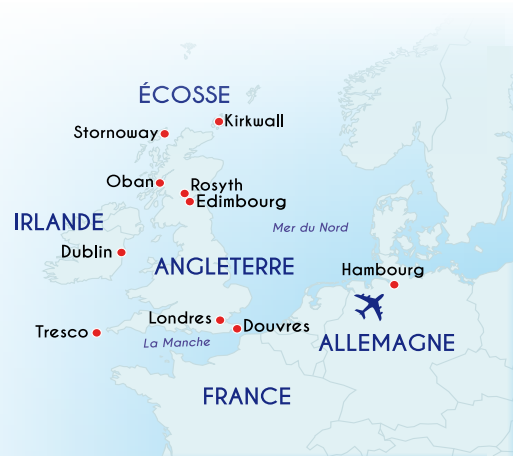 ÉCOSSE
Kirkwall
Stornoway
Oban
Rosyth
Edimbourg
IRLANDE
Mer du Nord
Dublin
ANGLETERRE
Hambourg
Londres
Douvres
Tresco
La Manche
ALLEMAGNE
FRANCE